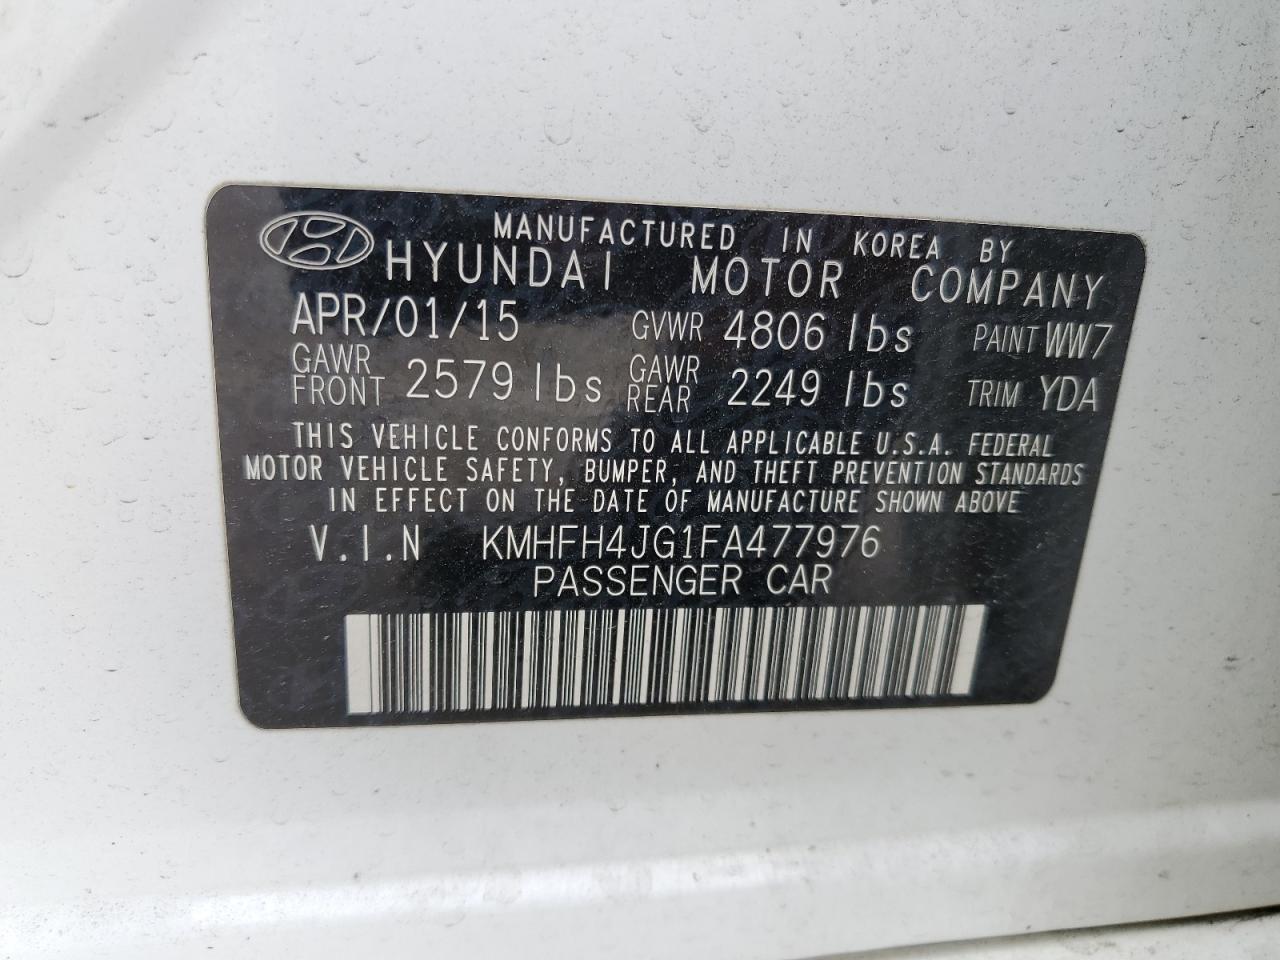 MANUFACTURED IN KOREA BY
HYUNDAI MOTOR COMPANY
APR/01/15 GVWR 4806 lbs PAINT WW7
GAWR FRONT 2579 lbs GAWR REAR 2249 lbs TRIM YDA
THIS VEHICLE CONFORMS TO ALL APPLICABLE U.S.A. FEDERAL
MOTOR VEHICLE SAFETY, BUMPER, AND THEFT PREVENTION STANDARDS
IN EFFECT ON THE DATE OF MANUFACTURE SHOWN ABOVE
V.I.N KMHFH4JG1FA477976
PASSENGER CAR